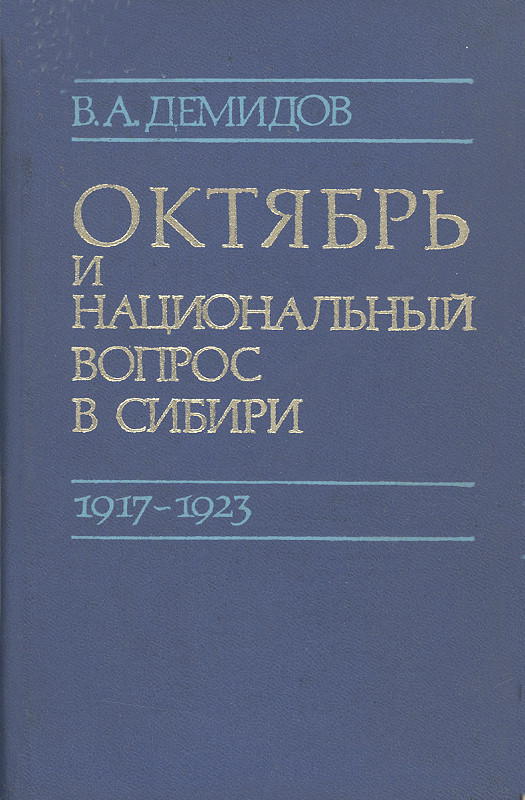 В.А.ДЕМИДОВ
ОКТЯБРЬ
И
НАЦИОНАЛЬНЫЙ
ВОПРОС
В СИБИРИ
1917-1923